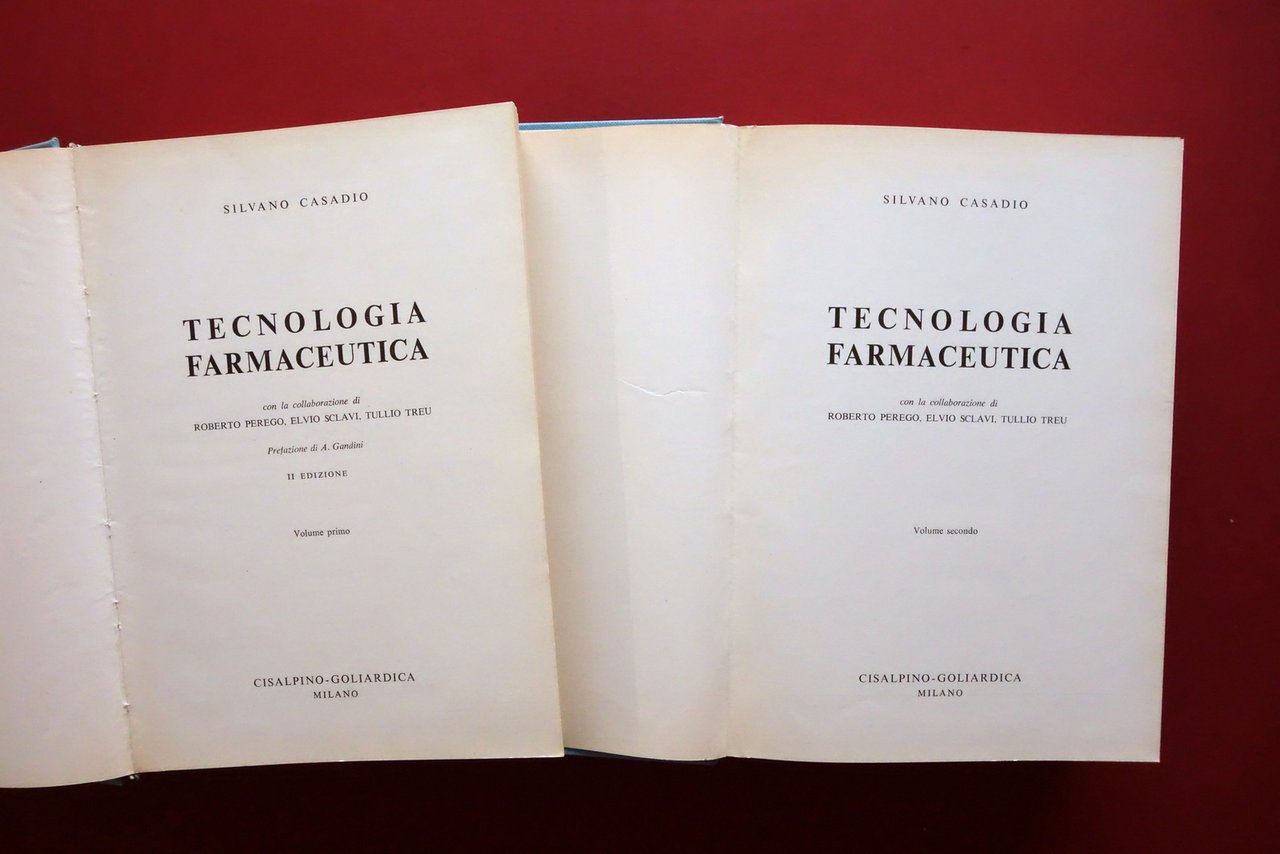 SILVANO CASADIO
TECNOLOGIA
FARMACEUTICA
con la collaborazione di
ROBERTO PEREGO, ELVIO SCLAVI, TULLIO TREU
Prefazione di A. Gandini
II EDIZIONE
Volume primo
CISALPINO-GOLIARDICA
MILANO
SILVANO CASADIO
TECNOLOGIA
FARMACEUTICA
con la collaborazione di
ROBERTO PEREGO, ELVIO SCLAVI, TULLIO TREU
Volume secondo
CISALPINO-GOLIARDICA
MILANO